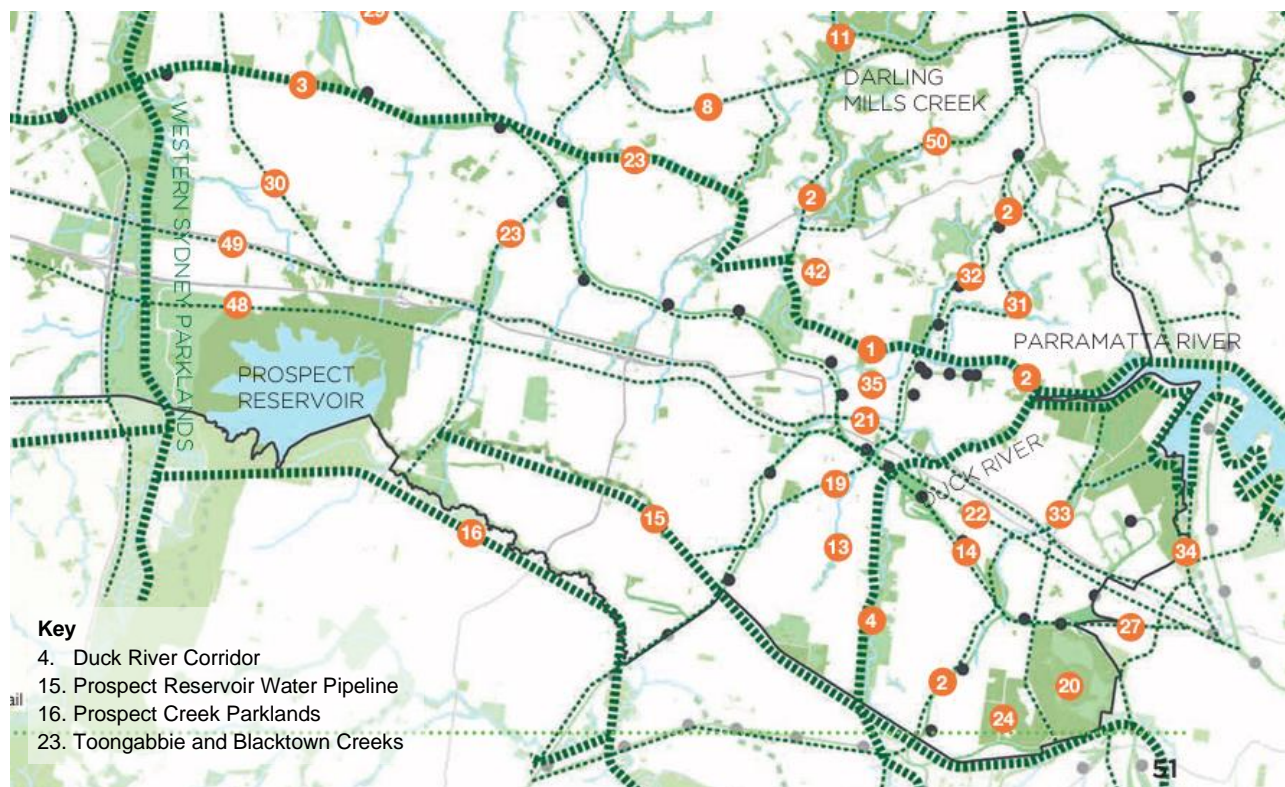 29
11
DARLING
MILLS CREEK
3
8
50
23
30
2
2
23
49
42
32
48
31
WESTERN SYDNEY PARKLANDS
PROSPECT
RESERVOIR
1
PARRAMATTA RIVER
35
2
21
DUCK RIVER
19
22
33
15
16
13
14
34
4
27
Key
4. Duck River Corridor
15. Prospect Reservoir Water Pipeline
16. Prospect Creek Parklands
23. Toongabbie and Blacktown Creeks
ail
2
20
24
51